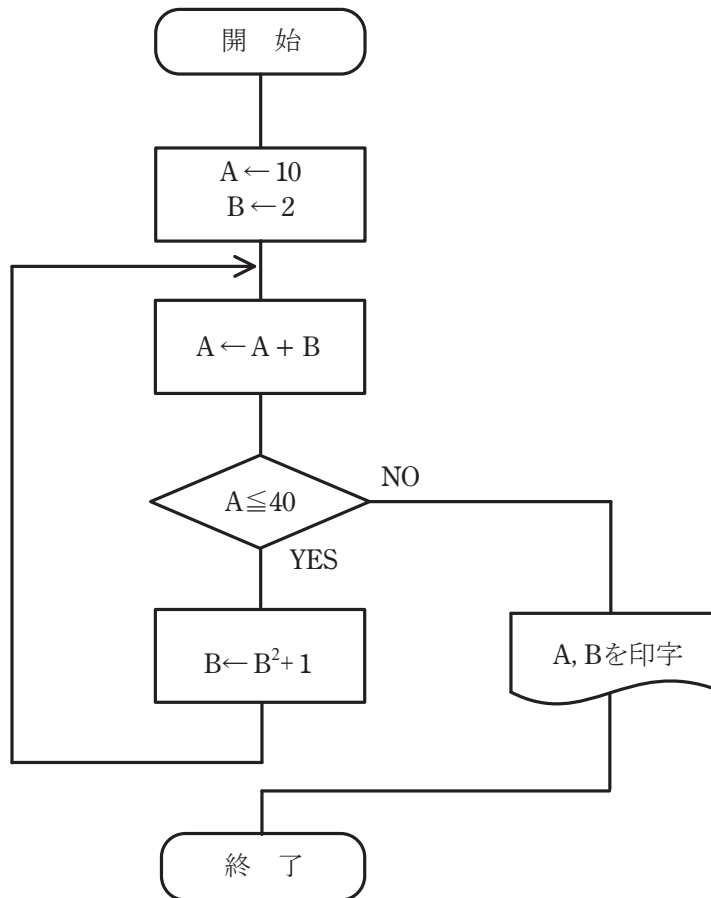 開　始
A ← 10
B ← 2
A ← A + B
A≦40
NO
YES
B← B²+ 1
A, Bを印字
終　了